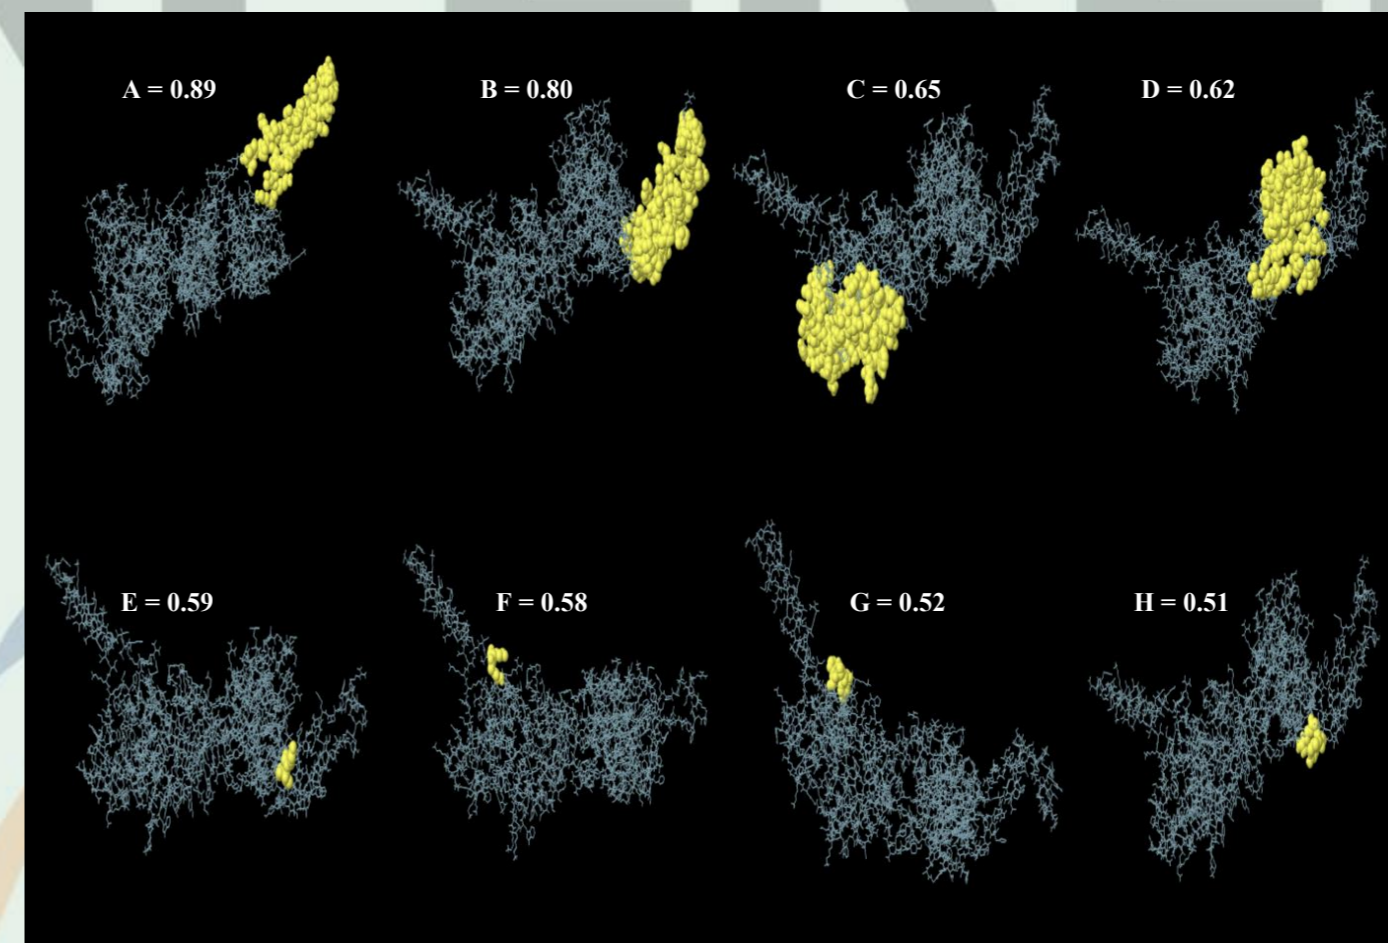 A = 0.89
B = 0.80
C = 0.65
D = 0.62
E = 0.59
F = 0.58
G = 0.52
H = 0.51